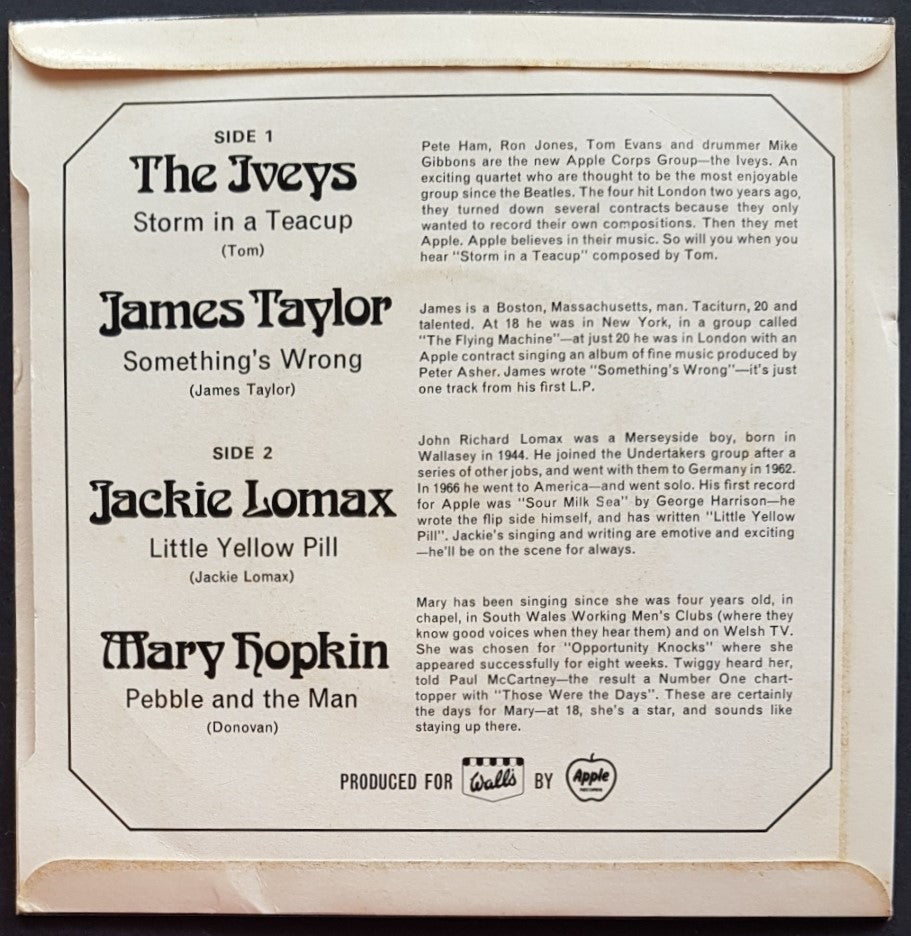 SIDE 1
The Iveys
Storm in a Teacup
(Tom)
Pete Ham, Ron Jones, Tom Evans and drummer Mike
Gibbons are the new Apple Corps Group—the Iveys. An
exciting quartet who are thought to be the most enjoyable
group since the Beatles. The four hit London two years ago,
they turned down several contracts because they only
wanted to record their own compositions. Then they met
Apple. Apple believes in their music. So will you when you
hear "Storm in a Teacup" composed by Tom.
James Taylor
Something's Wrong
(James Taylor)
James is a Boston, Massachusetts, man. Taciturn, 20 and
talented. At 18 he was in New York, in a group called
"The Flying Machine"—at just 20 he was in London with an
Apple contract singing an album of fine music produced by
Peter Asher. James wrote "Something's Wrong"—it's just
one track from his first L.P.
SIDE 2
Jackie Lomax
Little Yellow Pill
(Jackie Lomax)
John Richard Lomax was a Merseyside boy, born in
Wallasey in 1944. He joined the Undertakers group after a
series of other jobs, and went with them to Germany in 1962.
In 1966 he went to America—and went solo. His first record
for Apple was "Sour Milk Sea" by George Harrison—he
wrote the flip side himself, and has written "Little Yellow
Pill". Jackie's singing and writing are emotive and exciting
—he'll be on the scene for always.
Mary Hopkin
Pebble and the Man
(Donovan)
Mary has been singing since she was four years old, in
chapel, in South Wales Working Men's Clubs (where they
know good voices when they hear them) and on Welsh TV.
She was chosen for "Opportunity Knocks" where she
appeared successfully for eight weeks. Twiggy heard her,
told Paul McCartney—the result a Number One chart-
topper with "Those Were the Days". These are certainly
the days for Mary—at 18, she's a star, and sounds like
staying up there.
PRODUCED FOR Wall's BY Apple
RECORDS